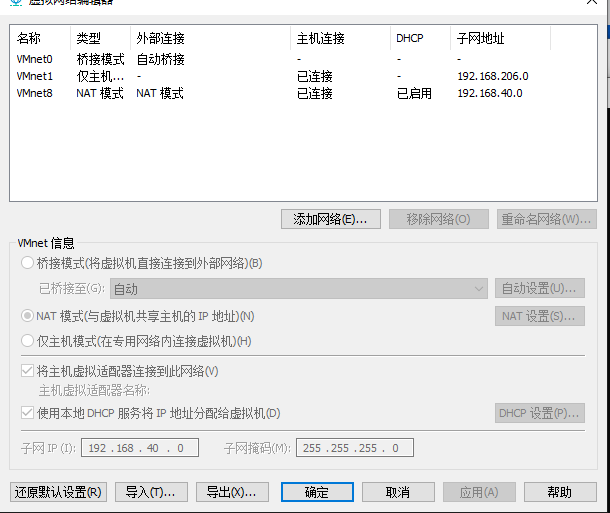 虚拟网络编辑器
名称 类型 外部连接 主机连接 DHCP 子网地址
VMnet0 桥接模式 自动桥接 - - -
VMnet1 仅主机... - 已连接 - 192.168.206.0
VMnet8 NAT 模式 NAT 模式 已连接 已启用 192.168.40.0
添加网络(E)... 移除网络(O) 重命名网络(W)...
VMnet 信息
桥接模式(将虚拟机直接连接到外部网络)(B)
已桥接至(G): 自动 自动设置(U)...
NAT 模式(与虚拟机共享主机的 IP 地址)(N) NAT 设置(S)...
仅主机模式(在专用网络内连接虚拟机)(H)
将主机虚拟适配器连接到此网络(V)
主机虚拟适配器名称:
使用本地 DHCP 服务将 IP 地址分配给虚拟机(D) DHCP 设置(P)...
子网 IP (I): 192 . 168 . 40 . 0 子网掩码(M): 255 . 255 . 255 . 0
还原默认设置(R) 导入(T)... 导出(X)... 确定 取消 应用(A) 帮助